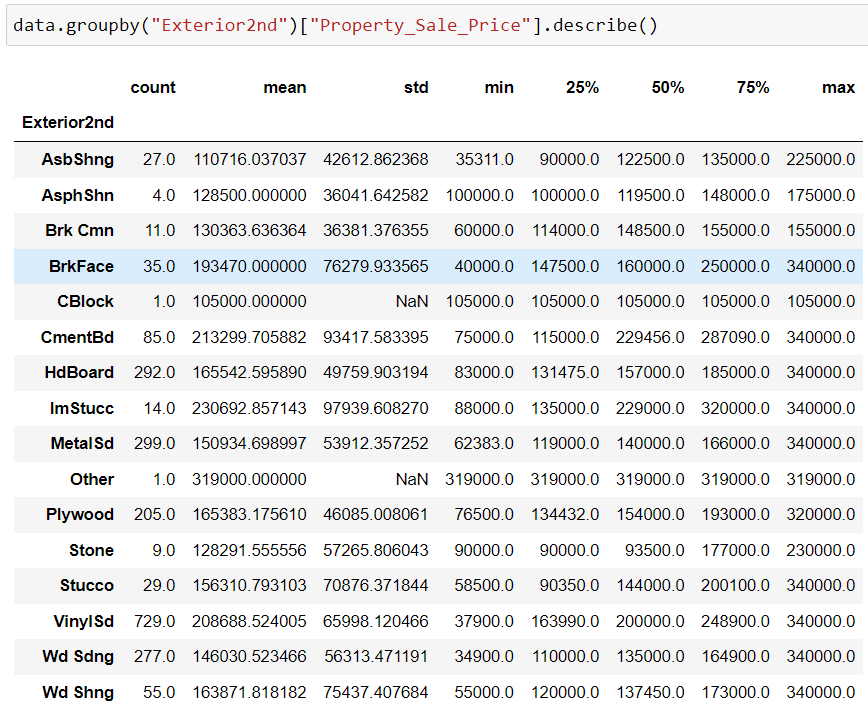 data.groupby("Exterior2nd")["Property_Sale_Price"].describe()
count mean std min 25% 50% 75% max
Exterior2nd
AsbShng 27.0 110716.037037 42612.862368 35311.0 90000.0 122500.0 135000.0 225000.0
AsphShn 4.0 128500.000000 36041.642582 100000.0 100000.0 119500.0 148000.0 175000.0
Brk Cmn 11.0 130363.636364 36381.376355 60000.0 114000.0 148500.0 155000.0 155000.0
BrkFace 35.0 193470.000000 76279.933565 40000.0 147500.0 160000.0 250000.0 340000.0
CBlock 1.0 105000.000000 NaN 105000.0 105000.0 105000.0 105000.0 105000.0
CmentBd 85.0 213299.705882 93417.583395 75000.0 115000.0 229456.0 287090.0 340000.0
HdBoard 292.0 165542.595890 49759.903194 83000.0 131475.0 157000.0 185000.0 340000.0
ImStucc 14.0 230692.857143 97939.608270 88000.0 135000.0 229000.0 320000.0 340000.0
MetalSd 299.0 150934.698997 53912.357252 62383.0 119000.0 140000.0 166000.0 340000.0
Other 1.0 319000.000000 NaN 319000.0 319000.0 319000.0 319000.0 319000.0
Plywood 205.0 165383.175610 46085.008061 76500.0 134432.0 154000.0 193000.0 320000.0
Stone 9.0 128291.555556 57265.806043 90000.0 90000.0 93500.0 177000.0 230000.0
Stucco 29.0 156310.793103 70876.371844 58500.0 90350.0 144000.0 200100.0 340000.0
VinylSd 729.0 208688.524005 65998.120466 37900.0 163990.0 200000.0 248900.0 340000.0
Wd Sdng 277.0 146030.523466 56313.471191 34900.0 110000.0 135000.0 164900.0 340000.0
Wd Shng 55.0 163871.818182 75437.407684 55000.0 120000.0 137450.0 173000.0 340000.0